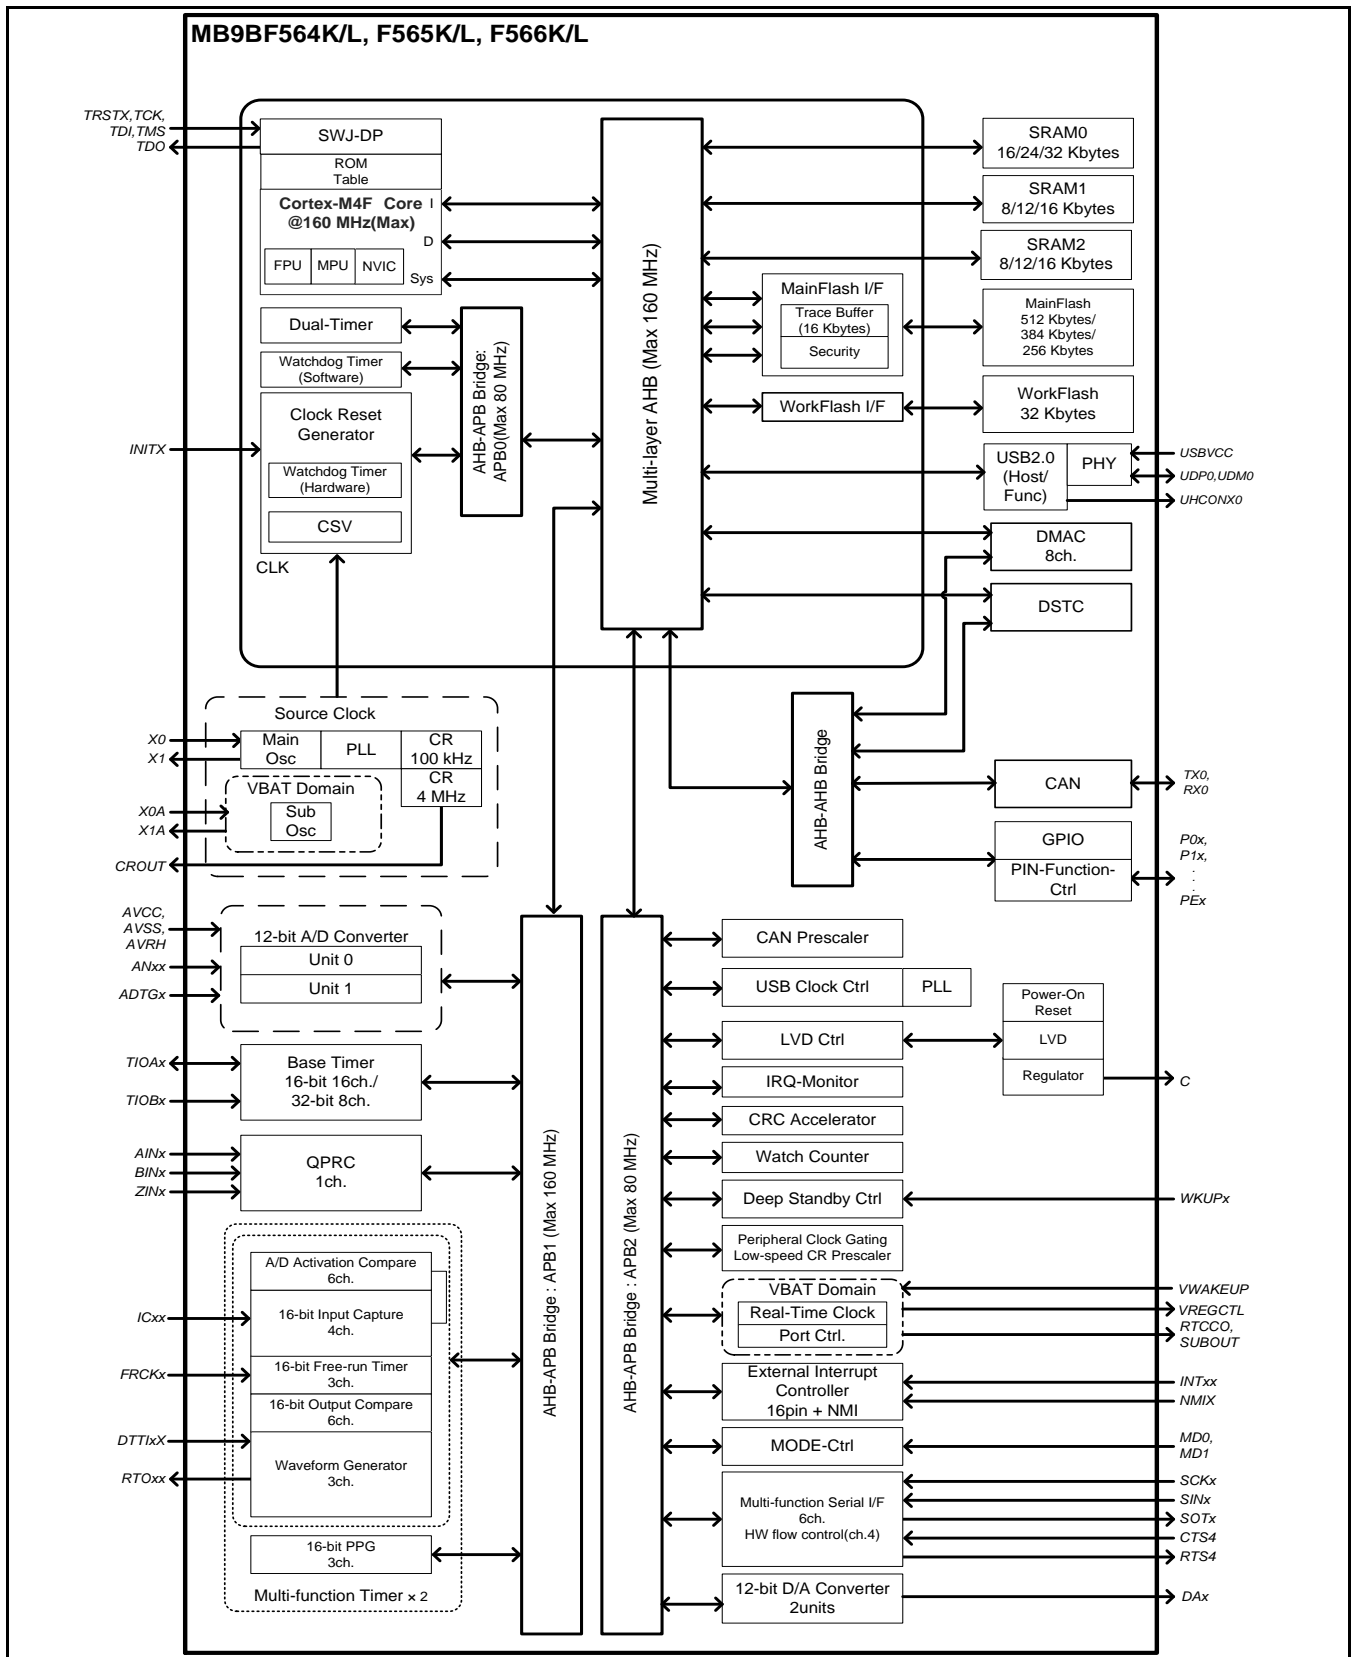 MB9BF564K/L, F565K/L, F566K/L
TRSTX,TCK,
TDI,TMS
TDO
SWJ-DP
ROM
Table
Cortex-M4F Core
@160 MHz(Max)
I
D
Sys
FPU
MPU
NVIC
Dual-Timer
Watchdog Timer
(Software)
Clock Reset
Generator
Watchdog Timer
(Hardware)
CSV
CLK
INITX
AHB-APB Bridge:
APB0(Max 80 MHz)
Multi-layer AHB (Max 160 MHz)
SRAM0
16/24/32 Kbytes
SRAM1
8/12/16 Kbytes
SRAM2
8/12/16 Kbytes
MainFlash I/F
Trace Buffer
(16 Kbytes)
Security
MainFlash
512 Kbytes/
384 Kbytes/
256 Kbytes
WorkFlash I/F
WorkFlash
32 Kbytes
USB2.0
(Host/
Func)
PHY
USBVCC
UDP0,UDM0
UHCONX0
DMAC
8ch.
DSTC
AHB-AHB Bridge
CAN
TX0,
RX0
GPIO
PIN-Function-
Ctrl
P0x,
P1x,
.
.
PEx
Source Clock
X0
X1
Main
Osc
PLL
CR
100 kHz
CR
4 MHz
VBAT Domain
Sub
Osc
X0A
X1A
CROUT
AVCC,
AVSS,
AVRH
ANxx
ADTGx
12-bit A/D Converter
Unit 0
Unit 1
TIOAx
TIOBx
Base Timer
16-bit 16ch./
32-bit 8ch.
AINx
BINx
ZINx
QPRC
1ch.
A/D Activation Compare
6ch.
16-bit Input Capture
4ch.
16-bit Free-run Timer
3ch.
16-bit Output Compare
6ch.
Waveform Generator
3ch.
16-bit PPG
3ch.
Multi-function Timer × 2
ICxx
FRCKx
DTTIxX
RTOxx
AHB-APB Bridge : APB1 (Max 160 MHz)
AHB-APB Bridge : APB2 (Max 80 MHz)
CAN Prescaler
USB Clock Ctrl
PLL
LVD Ctrl
Power-On
Reset
LVD
Regulator
C
IRQ-Monitor
CRC Accelerator
Watch Counter
Deep Standby Ctrl
WKUPx
Peripheral Clock Gating
Low-speed CR Prescaler
VBAT Domain
Real-Time Clock
Port Ctrl.
VWAKEUP
VREGCTL
RTCCO,
SUBOUT
External Interrupt
Controller
16pin + NMI
INTxx
NMIX
MODE-Ctrl
MD0,
MD1
Multi-function Serial I/F
6ch.
HW flow control(ch.4)
SCKx
SINx
SOTx
CTS4
RTS4
12-bit D/A Converter
2units
DAx